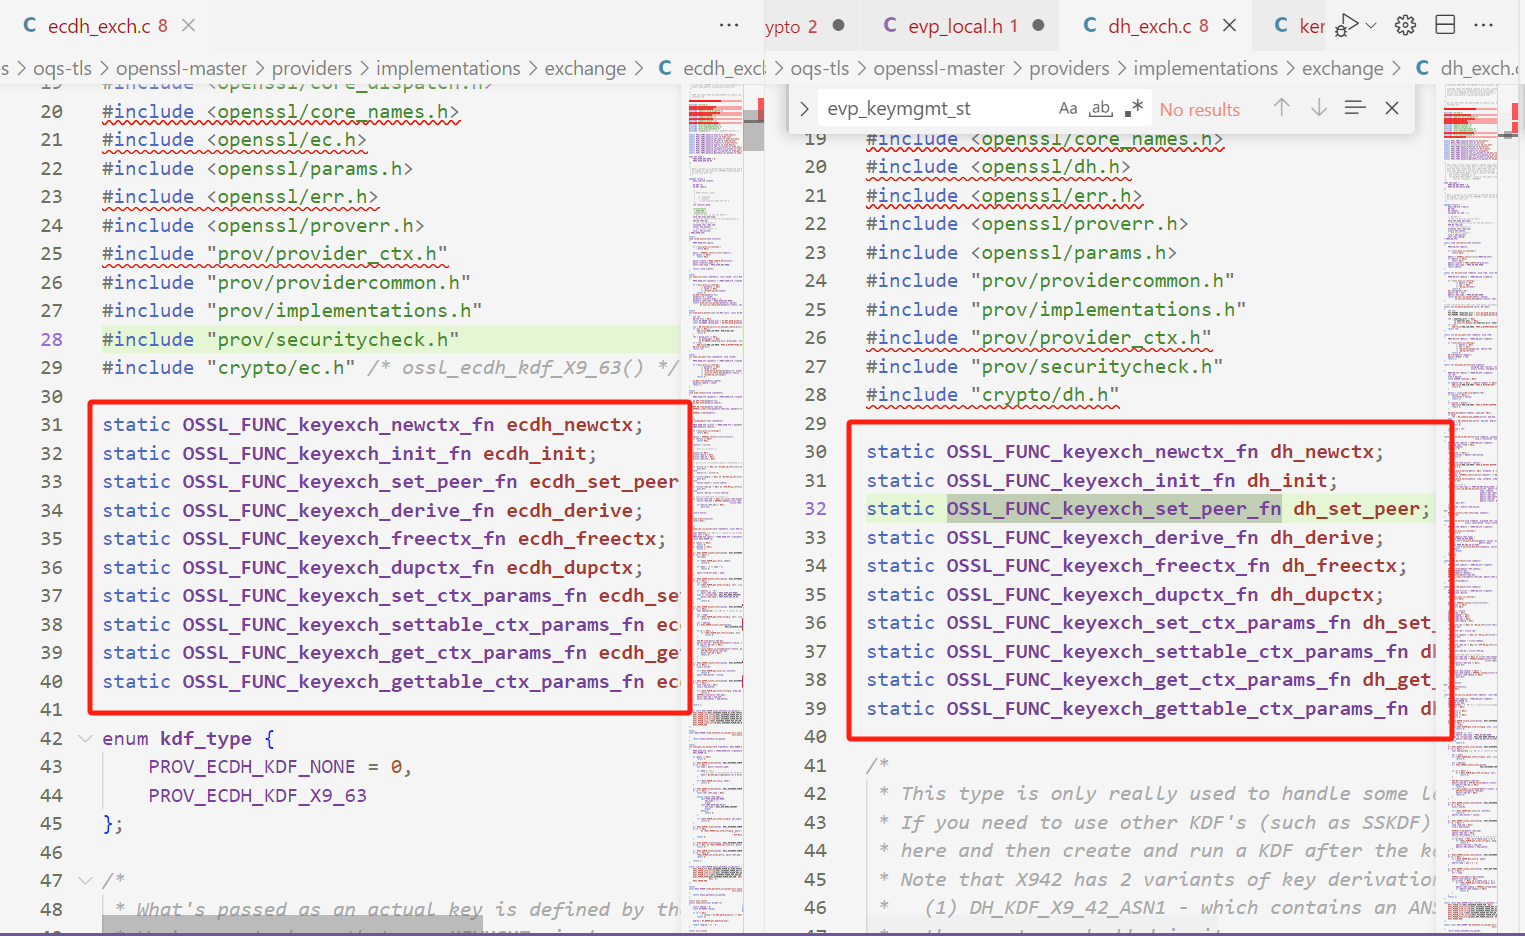 C ecdh_exch.c 8
s > oqs-tls > openssl-master > providers > implementations > exchange > C ecdh_exc
19 #include <openssl/core_dispatch.h>
20 #include <openssl/core_names.h>
21 #include <openssl/ec.h>
22 #include <openssl/params.h>
23 #include <openssl/err.h>
24 #include <openssl/proverr.h>
25 #include "prov/provider_ctx.h"
26 #include "prov/providercommon.h"
27 #include "prov/implementations.h"
28 #include "prov/securitycheck.h"
29 #include "crypto/ec.h" /* ossl_ecdh_kdf_X9_63() */
30
31 static OSSL_FUNC_keyexch_newctx_fn ecdh_newctx;
32 static OSSL_FUNC_keyexch_init_fn ecdh_init;
33 static OSSL_FUNC_keyexch_set_peer_fn ecdh_set_peer
34 static OSSL_FUNC_keyexch_derive_fn ecdh_derive;
35 static OSSL_FUNC_keyexch_freectx_fn ecdh_freectx;
36 static OSSL_FUNC_keyexch_dupctx_fn ecdh_dupctx;
37 static OSSL_FUNC_keyexch_set_ctx_params_fn ecdh_se
38 static OSSL_FUNC_keyexch_settable_ctx_params_fn ec
39 static OSSL_FUNC_keyexch_get_ctx_params_fn ecdh_ge
40 static OSSL_FUNC_keyexch_gettable_ctx_params_fn ec
41
42 enum kdf_type {
43 PROV_ECDH_KDF_NONE = 0,
44 PROV_ECDH_KDF_X9_63
45 };
46
47 /*
48 * What's passed as an actual key is defined by th
ypto 2 C evp_local.h 1 C dh_exch.c 8 C ker
> oqs-tls > openssl-master > providers > implementations > exchange > C dh_exch.c
evp_keymgmt_st Aa ab .* No results
19 #include <openssl/core_names.h>
20 #include <openssl/dh.h>
21 #include <openssl/err.h>
22 #include <openssl/proverr.h>
23 #include <openssl/params.h>
24 #include "prov/providercommon.h"
25 #include "prov/implementations.h"
26 #include "prov/provider_ctx.h"
27 #include "prov/securitycheck.h"
28 #include "crypto/dh.h"
29
30 static OSSL_FUNC_keyexch_newctx_fn dh_newctx;
31 static OSSL_FUNC_keyexch_init_fn dh_init;
32 static OSSL_FUNC_keyexch_set_peer_fn dh_set_peer;
33 static OSSL_FUNC_keyexch_derive_fn dh_derive;
34 static OSSL_FUNC_keyexch_freectx_fn dh_freectx;
35 static OSSL_FUNC_keyexch_dupctx_fn dh_dupctx;
36 static OSSL_FUNC_keyexch_set_ctx_params_fn dh_set_
37 static OSSL_FUNC_keyexch_settable_ctx_params_fn dh
38 static OSSL_FUNC_keyexch_get_ctx_params_fn dh_get_
39 static OSSL_FUNC_keyexch_gettable_ctx_params_fn dh
40
41 /*
42 * This type is only really used to handle some le
43 * If you need to use other KDF's (such as SSKDF)
44 * here and then create and run a KDF after the ke
45 * Note that X942 has 2 variants of key derivation
46 * (1) DH_KDF_X9_42_ASN1 - which contains an ANS